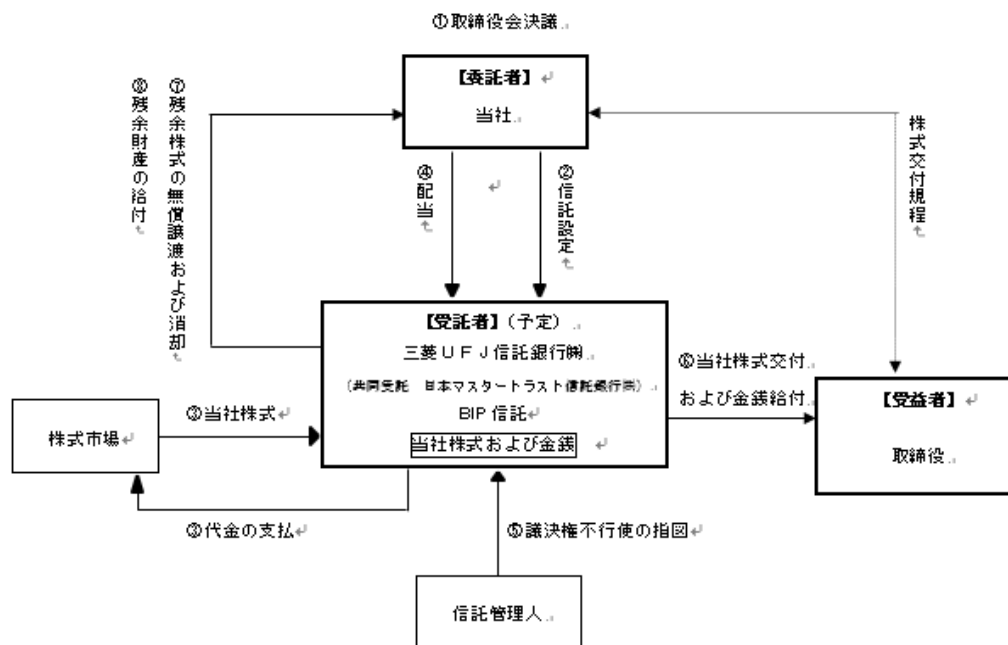 ①取締役会決議
【委託者】
当社
⑧残余財産の給付
⑦残余株式の無償譲渡および消却
④配当
②信託設定
株式交付規程
【受託者】(予定)
三菱UFJ信託銀行㈱
(共同受託 日本マスタートラスト信託銀行㈱)
BIP信託
当社株式および金銭
③当社株式
株式市場
③代金の支払
⑥当社株式交付
および金銭給付
【受益者】
取締役
⑤議決権不行使の指図
信託管理人